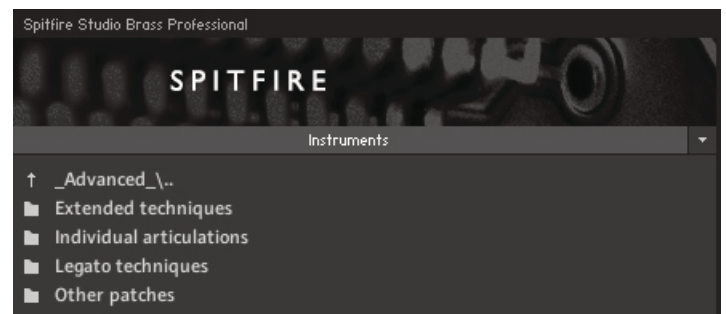 Spitfire Studio Brass Professional
SPITFIRE
Instruments
↑ _Advanced_\..
Extended techniques
Individual articulations
Legato techniques
Other patches